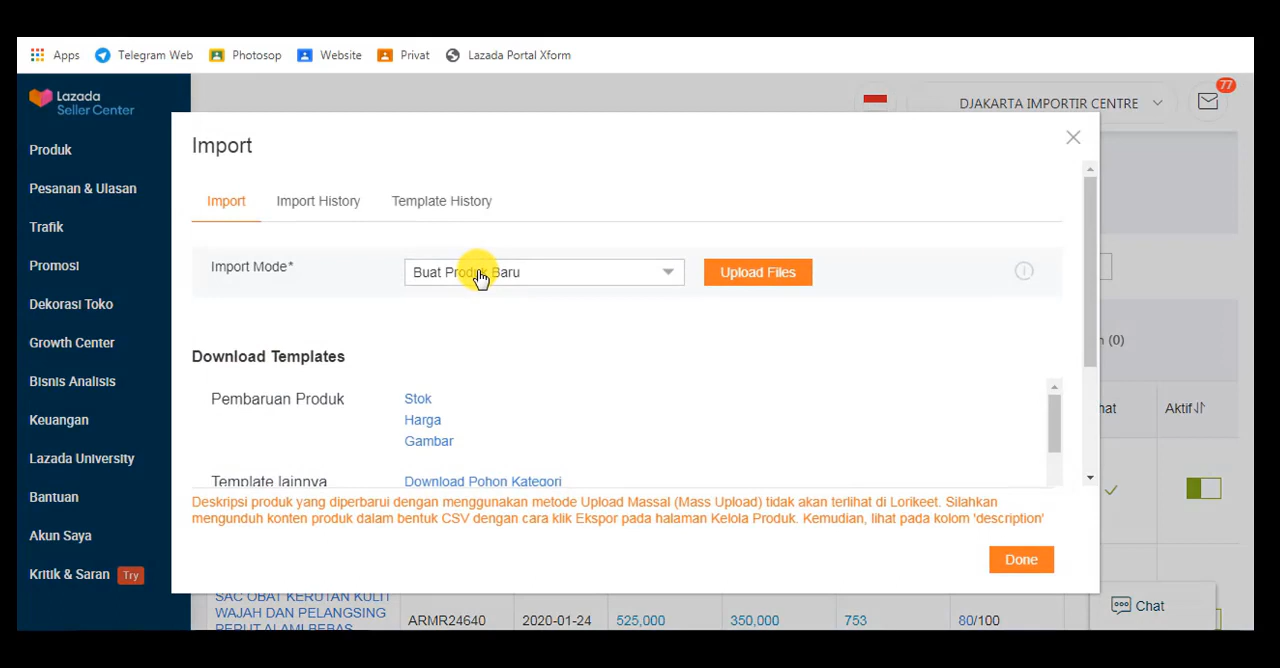 Apps Telegram Web Photosop Website Privat Lazada Portal Xform
Lazada
Seller Center
DJAKARTA IMPORTIR CENTRE
77
Produk
Pesanan & Ulasan
Trafik
Promosi
Dekorasi Toko
Growth Center
Bisnis Analisis
Keuangan
Lazada University
Bantuan
Akun Saya
Kritik & Saran Try
Import
Import Import History Template History
Import Mode* Buat Produk Baru Upload Files
Download Templates
Pembaruan Produk Stok
Harga
Gambar
Template lainnya Download Pohon Kategori
Deskripsi produk yang diperbarui dengan menggunakan metode Upload Massal (Mass Upload) tidak akan terlihat di Lorikeet. Silahkan
mengunduh konten produk dalam bentuk CSV dengan cara klik Ekspor pada halaman Kelola Produk. Kemudian, lihat pada kolom 'description'
Done
(0)
Aktif
SAC OBAT KERUTAN KULIT
WAJAH DAN PELANGSING
PERUT ALAMI BEBAS
ARMR24640 2020-01-24 525,000 350,000 753 80/100
Chat